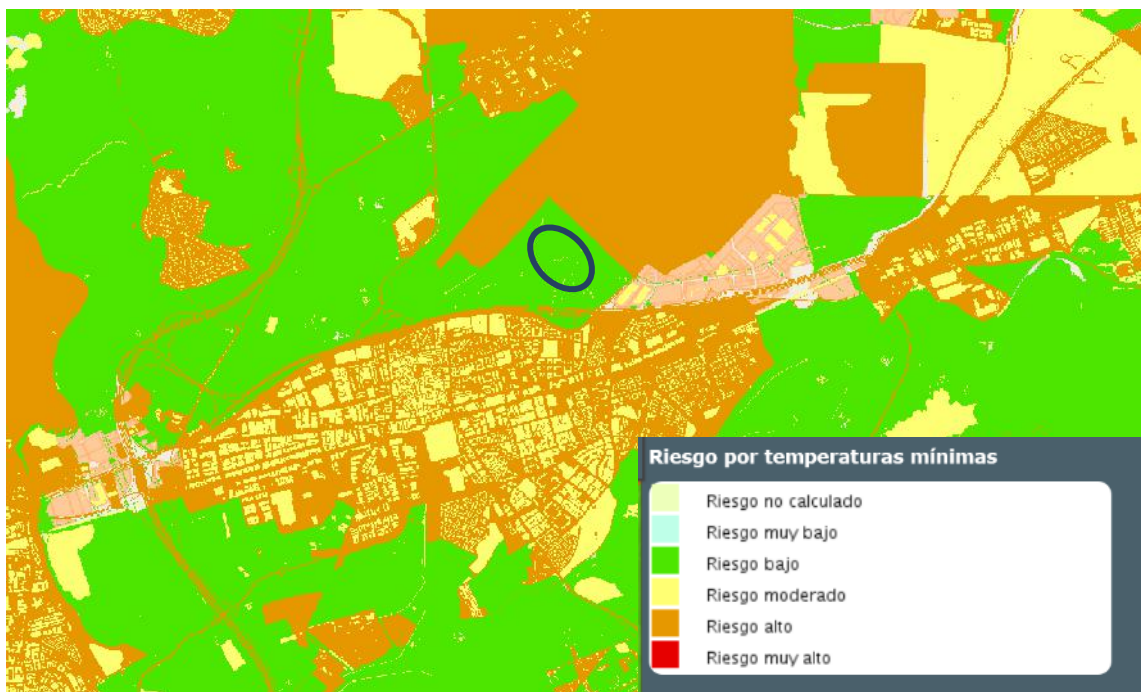 Riesgo por temperaturas mínimas
Riesgo no calculado
Riesgo muy bajo
Riesgo bajo
Riesgo moderado
Riesgo alto
Riesgo muy alto